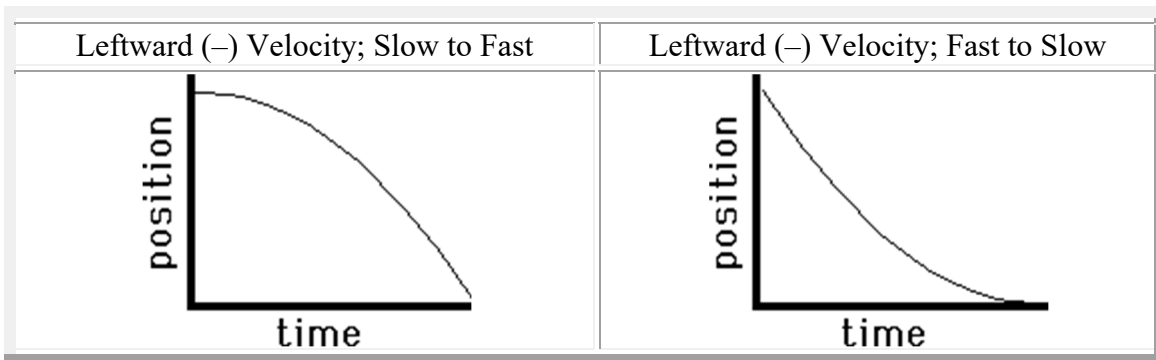 Leftward (–) Velocity; Slow to Fast
Leftward (–) Velocity; Fast to Slow
position
time
position
time